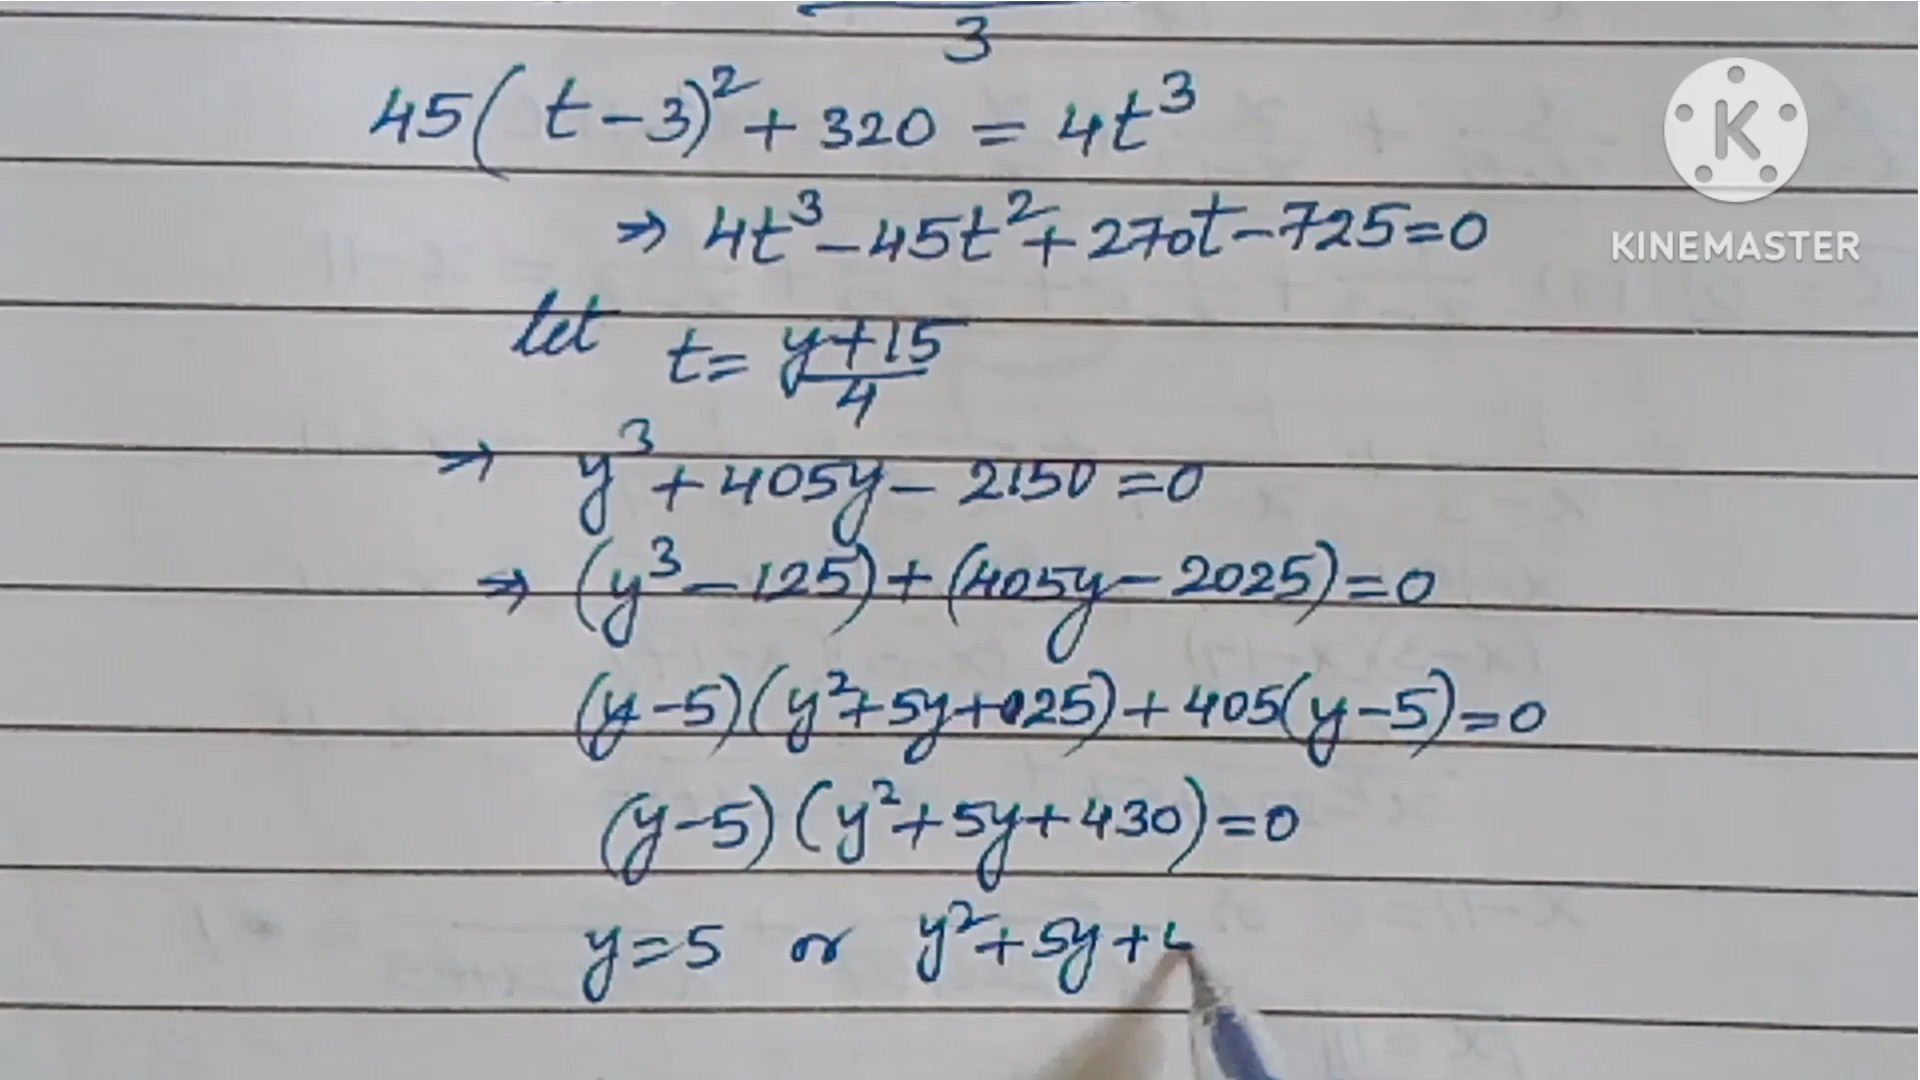 3
45(t-3)²+320=4t³
⇒ 4t³-45t²+270t-725=0
let t=(y+15)/4
⇒ y³+405y-2150=0
⇒ (y³-125)+(405y-2025)=0
(y-5)(y²+5y+25)+405(y-5)=0
(y-5)(y²+5y+430)=0
y=5 or y²+5y+4
K
KINEMASTER